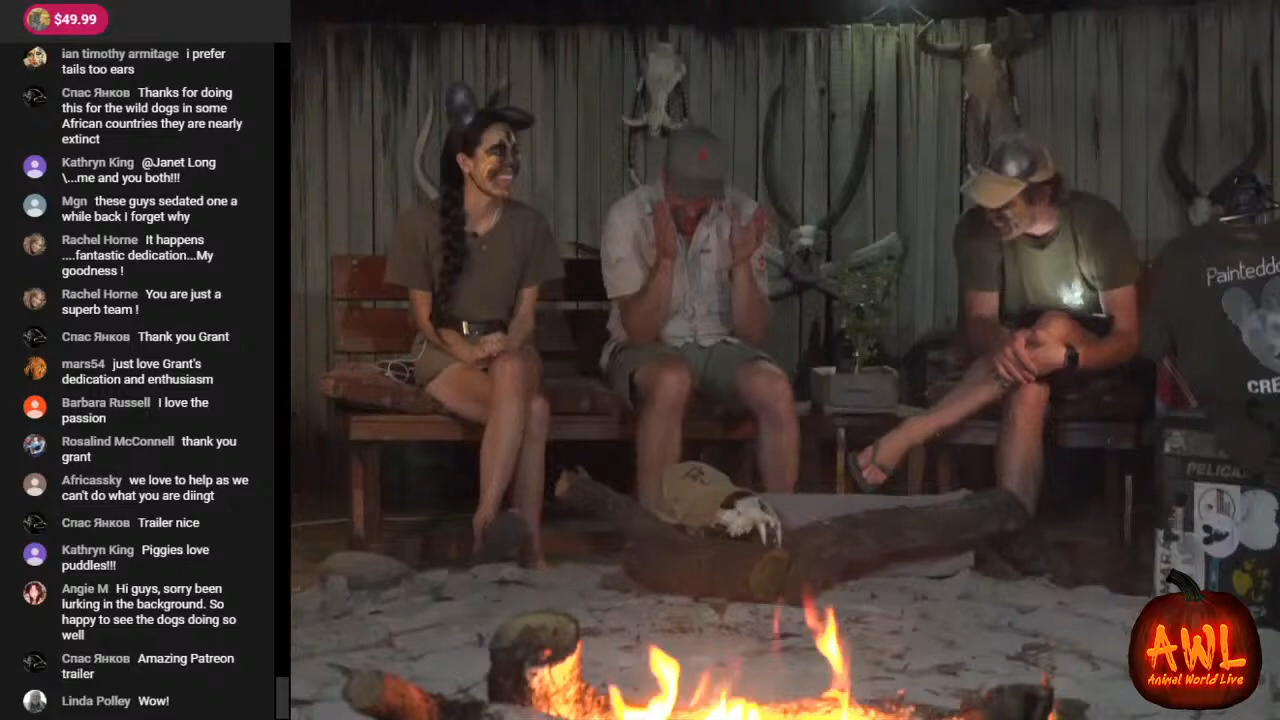 $49.99
ian timothy armitage i prefer
tails too ears
Спас Янков Thanks for doing
this for the wild dogs in some
African countries they are nearly
extinct
Kathryn King @Janet Long
\...me and you both!!!
Mgn these guys sedated one a
while back I forget why
Rachel Horne It happens
....fantastic dedication...My
goodness !
Rachel Horne You are just a
superb team !
Спас Янков Thank you Grant
mars54 just love Grant's
dedication and enthusiasm
Barbara Russell I love the
passion
Rosalind McConnell thank you
grant
Africassky we love to help as we
can't do what you are diingt
Спас Янков Trailer nice
Kathryn King Piggies love
puddles!!!
Angie M Hi guys, sorry been
lurking in the background. So
happy to see the dogs doing so
well
Спас Янков Amazing Patreon
trailer
Linda Polley Wow!
Painteddo
CRE
PELICA
AWL
Animal World Live